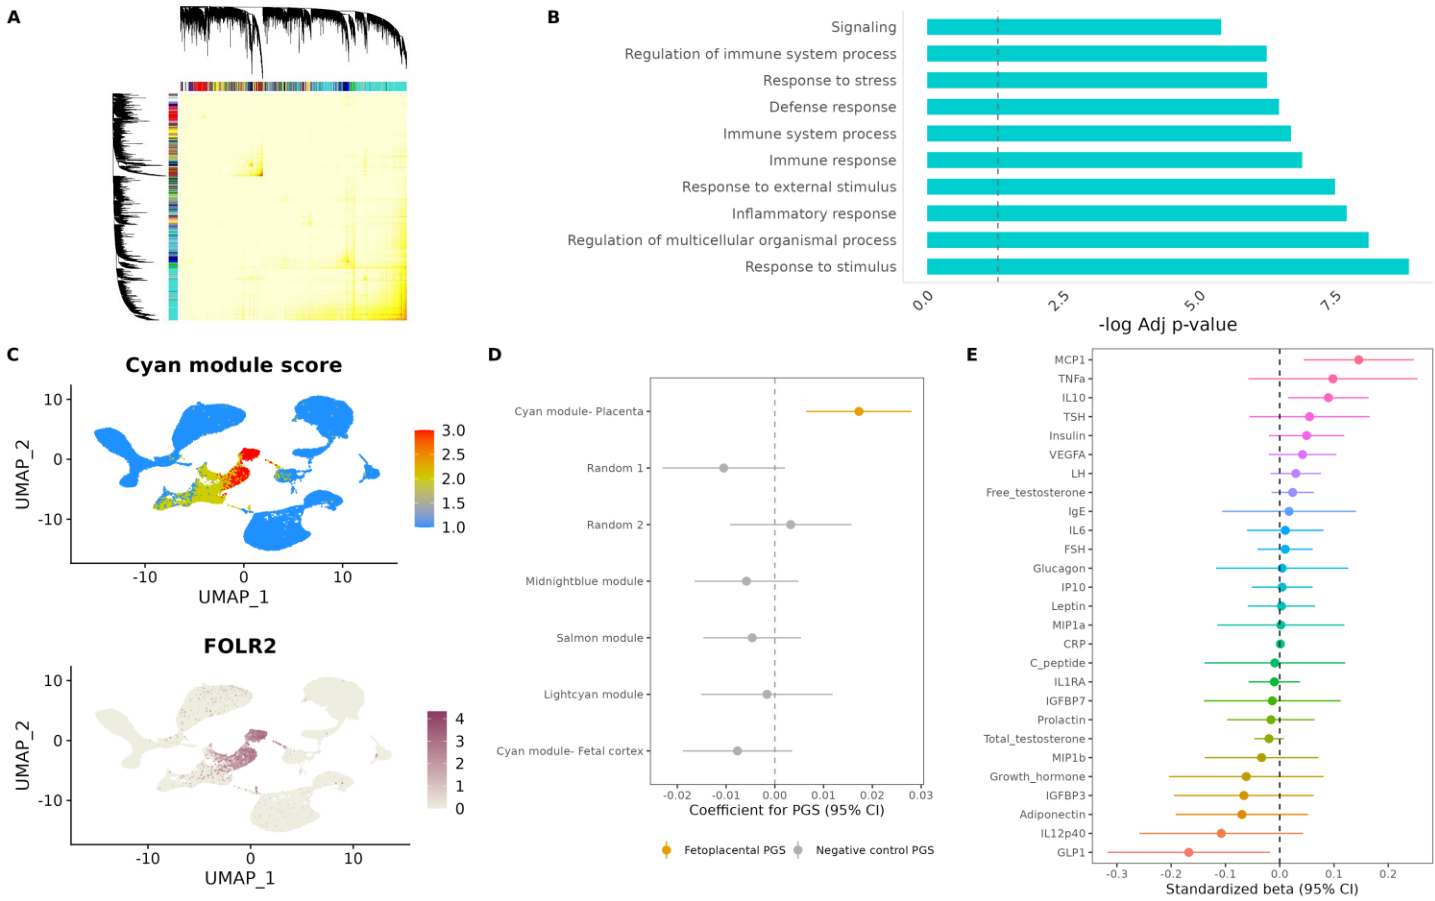 A
B
Signaling
Regulation of immune system process
Response to stress
Defense response
Immune system process
Immune response
Response to external stimulus
Inflammatory response
Regulation of multicellular organismal process
Response to stimulus
0.0
2.5
5.0
7.5
-log Adj p-value
C
Cyan module score
10
0
-10
UMAP_2
-10
0
10
UMAP_1
3.0
2.5
2.0
1.5
1.0
FOLR2
10
0
-10
UMAP_2
-10
0
10
UMAP_1
4
3
2
1
0
D
Cyan module- Placenta
Random 1
Random 2
Midnightblue module
Salmon module
Lightcyan module
Cyan module- Fetal cortex
-0.02
-0.01
0.00
0.01
0.02
0.03
Coefficient for PGS (95% CI)
Fetoplacental PGS
Negative control PGS
E
MCP1
TNFa
IL10
TSH
Insulin
VEGFA
LH
Free_testosterone
IgE
IL6
FSH
Glucagon
IP10
Leptin
MIP1a
CRP
C_peptide
IL1RA
IGFBP7
Prolactin
Total_testosterone
MIP1b
Growth_hormone
IGFBP3
Adiponectin
IL12p40
GLP1
-0.3
-0.2
-0.1
0.0
0.1
0.2
Standardized beta (95% CI)